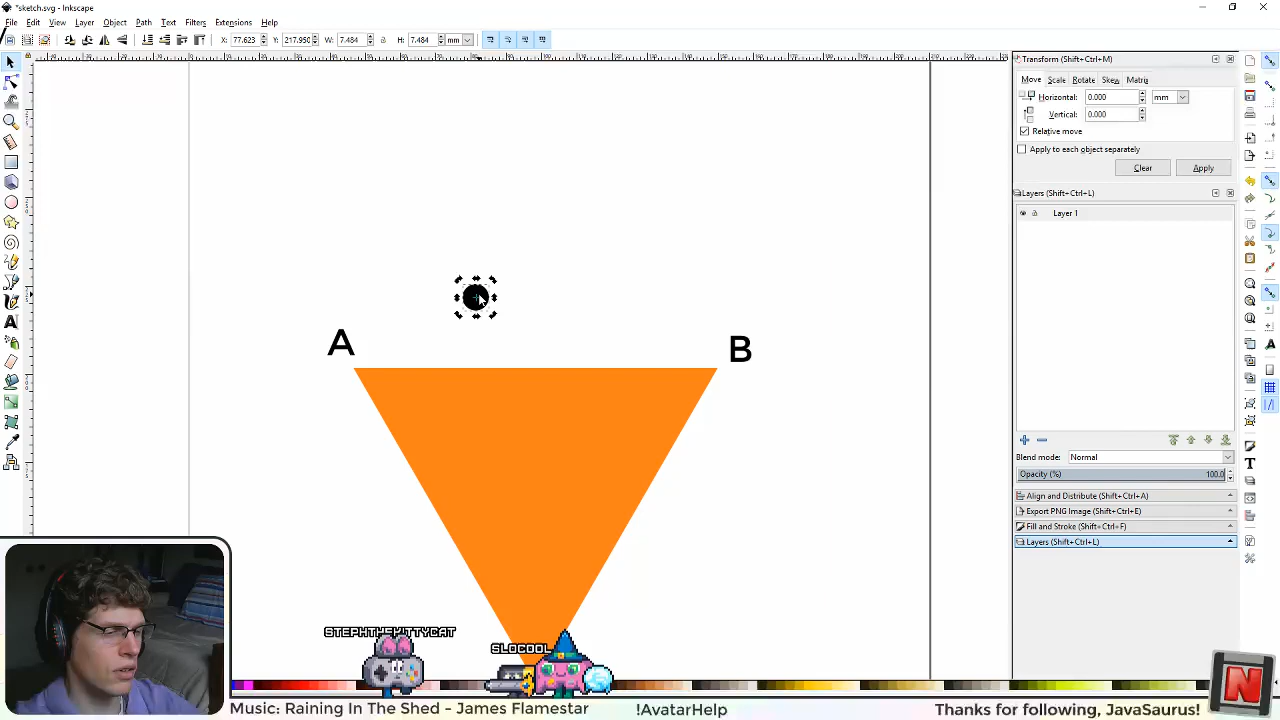 *sketch.svg - Inkscape
File Edit View Layer Object Path Text Filters Extensions Help
X: 77.623 Y: 217.950 W: 7.484 H: 7.484 mm
Transform (Shift+Ctrl+M)
Move Scale Rotate Skew Matrix
Horizontal: 0.000 mm
Vertical: 0.000
Relative move
Apply to each object separately
Clear Apply
Layers (Shift+Ctrl+L)
Layer 1
A
B
Blend mode: Normal
Opacity (%) 100.0
Align and Distribute (Shift+Ctrl+A)
Export PNG Image (Shift+Ctrl+E)
Fill and Stroke (Shift+Ctrl+F)
Layers (Shift+Ctrl+L)
STEPHTHEKITTYCAT
SLOCOOL
N
Music: Raining In The Shed - James Flamestar !AvatarHelp Thanks for following, JavaSaurus!